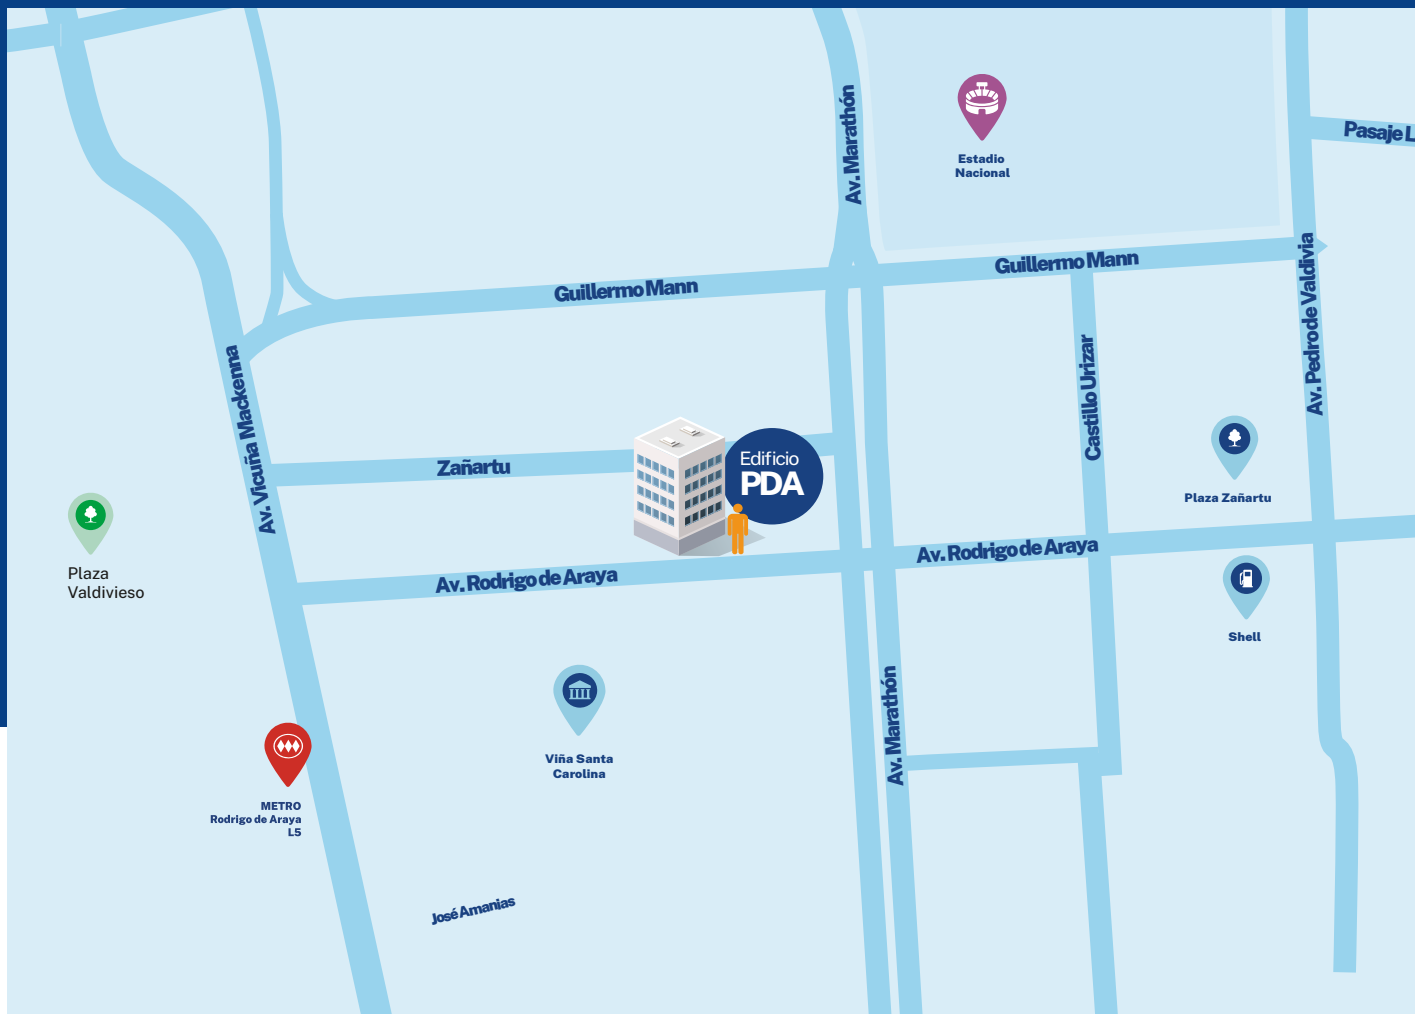 Av. Marathón
Estadio
Nacional
Pasaje L
Guillermo Mann
Guillermo Mann
Av. Pedro de Valdivia
Av. Vicuña Mackenna
Castillo Urizar
Zañartu
Edificio
PDA
Plaza Zañartu
Plaza
Valdivieso
Av. Rodrigo de Araya
Av. Rodrigo de Araya
Shell
Av. Marathón
Viña Santa
Carolina
METRO
Rodrigo de Araya
L5
José Amanias